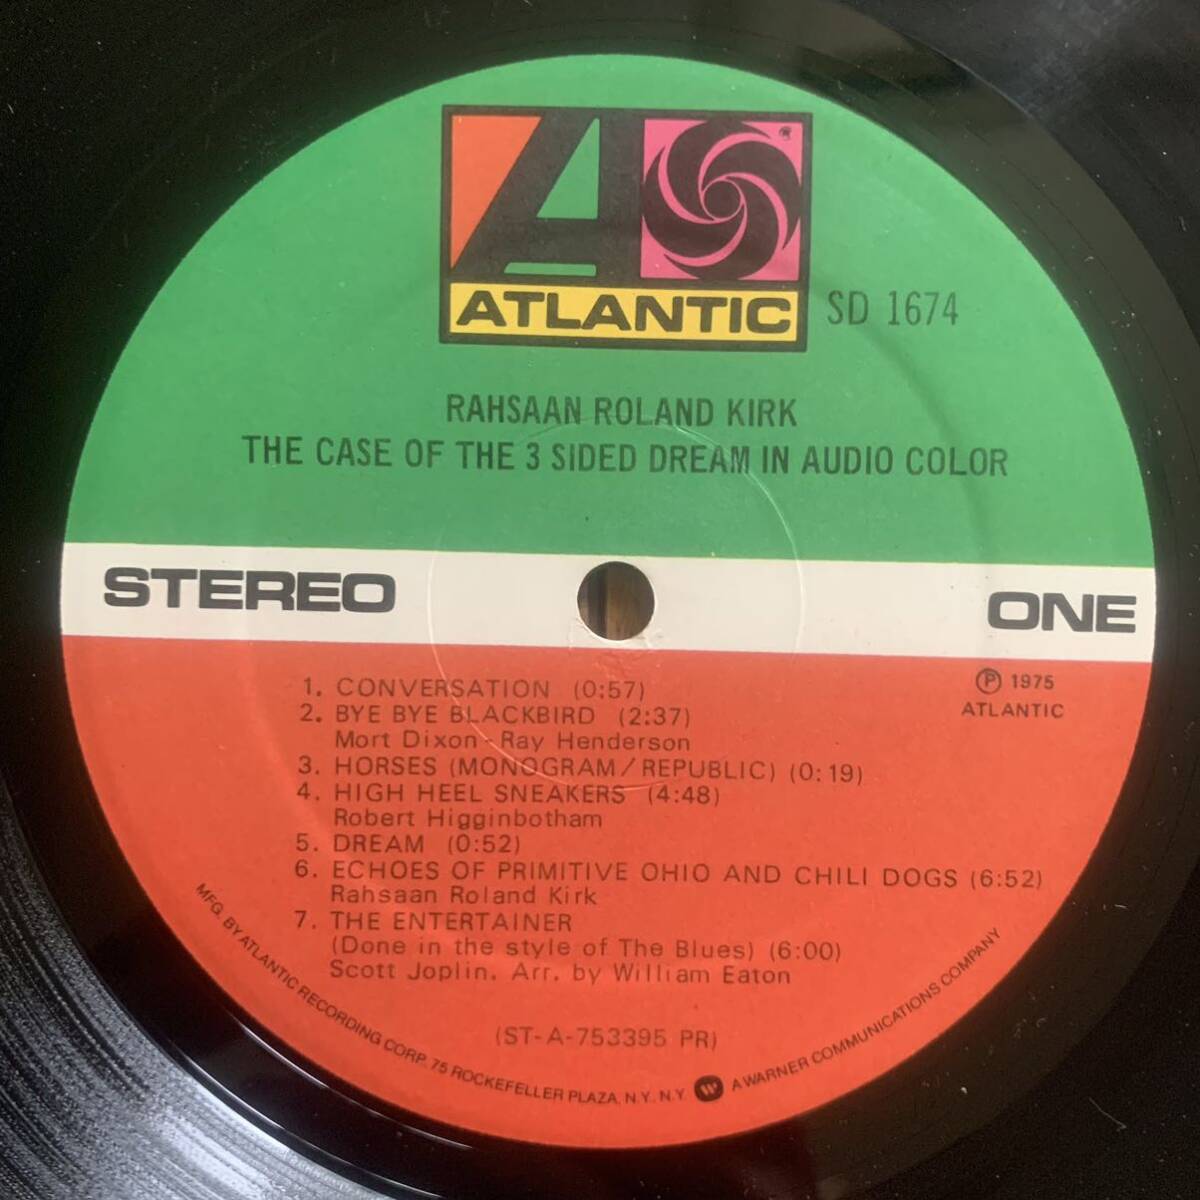 ATLANTIC
SD 1674
RAHSAAN ROLAND KIRK
THE CASE OF THE 3 SIDED DREAM IN AUDIO COLOR
STEREO
ONE
℗ 1975
ATLANTIC
1. CONVERSATION (0:57)
2. BYE BYE BLACKBIRD (2:37)
Mort Dixon-Ray Henderson
3. HORSES (MONOGRAM/REPUBLIC) (0:19)
4. HIGH HEEL SNEAKERS (4:48)
Robert Higginbotham
5. DREAM (0:52)
6. ECHOES OF PRIMITIVE OHIO AND CHILI DOGS (6:52)
Rahsaan Roland Kirk
7. THE ENTERTAINER
(Done in the style of The Blues) (6:00)
Scott Joplin. Arr. by William Eaton
(ST-A-753395 PR)
MFG. BY ATLANTIC RECORDING CORP. 75 ROCKEFELLER PLAZA, N.Y. N.Y. A WARNER COMMUNICATIONS COMPANY